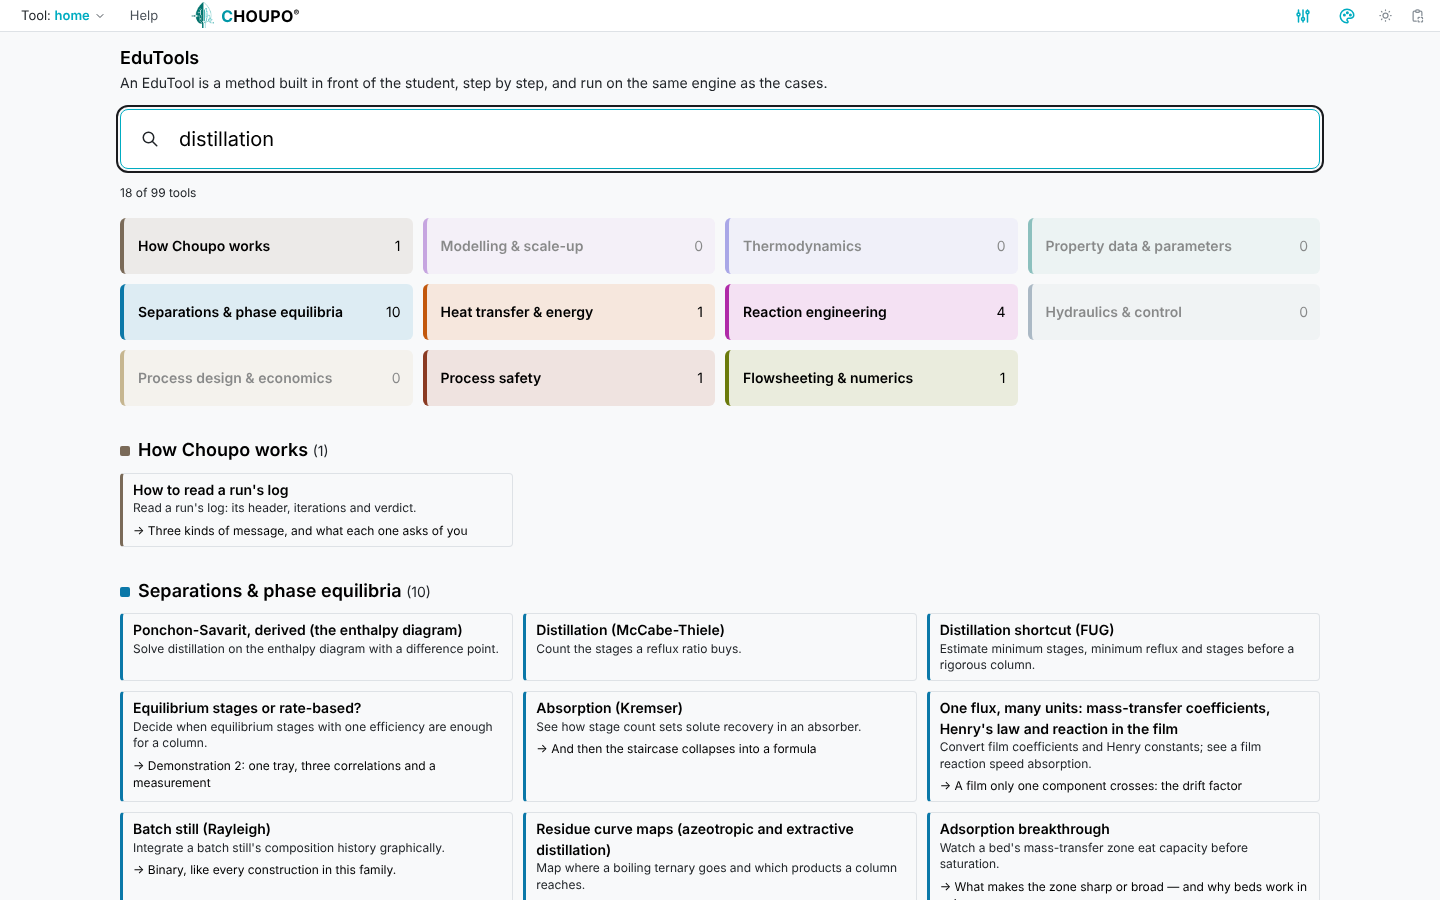 Tool: home
Help
CHOUPO®
EduTools
An EduTool is a method built in front of the student, step by step, and run on the same engine as the cases.
distillation
18 of 99 tools
How Choupo works 1
Modelling & scale-up 0
Thermodynamics 0
Property data & parameters 0
Separations & phase equilibria 10
Heat transfer & energy 1
Reaction engineering 4
Hydraulics & control 0
Process design & economics 0
Process safety 1
Flowsheeting & numerics 1
How Choupo works (1)
How to read a run's log
Read a run's log: its header, iterations and verdict.
→ Three kinds of message, and what each one asks of you
Separations & phase equilibria (10)
Ponchon-Savarit, derived (the enthalpy diagram)
Solve distillation on the enthalpy diagram with a difference point.
Distillation (McCabe-Thiele)
Count the stages a reflux ratio buys.
Distillation shortcut (FUG)
Estimate minimum stages, minimum reflux and stages before a
rigorous column.
Equilibrium stages or rate-based?
Decide when equilibrium stages with one efficiency are enough
for a column.
→ Demonstration 2: one tray, three correlations and a
measurement
Absorption (Kremser)
See how stage count sets solute recovery in an absorber.
→ And then the staircase collapses into a formula
One flux, many units: mass-transfer coefficients,
Henry's law and reaction in the film
Convert film coefficients and Henry constants; see a film
reaction speed absorption.
→ A film only one component crosses: the drift factor
Batch still (Rayleigh)
Integrate a batch still's composition history graphically.
→ Binary, like every construction in this family.
Residue curve maps (azeotropic and extractive
distillation)
Map where a boiling ternary goes and which products a column
reaches.
Adsorption breakthrough
Watch a bed's mass-transfer zone eat capacity before
saturation.
→ What makes the zone sharp or broad — and why beds work in